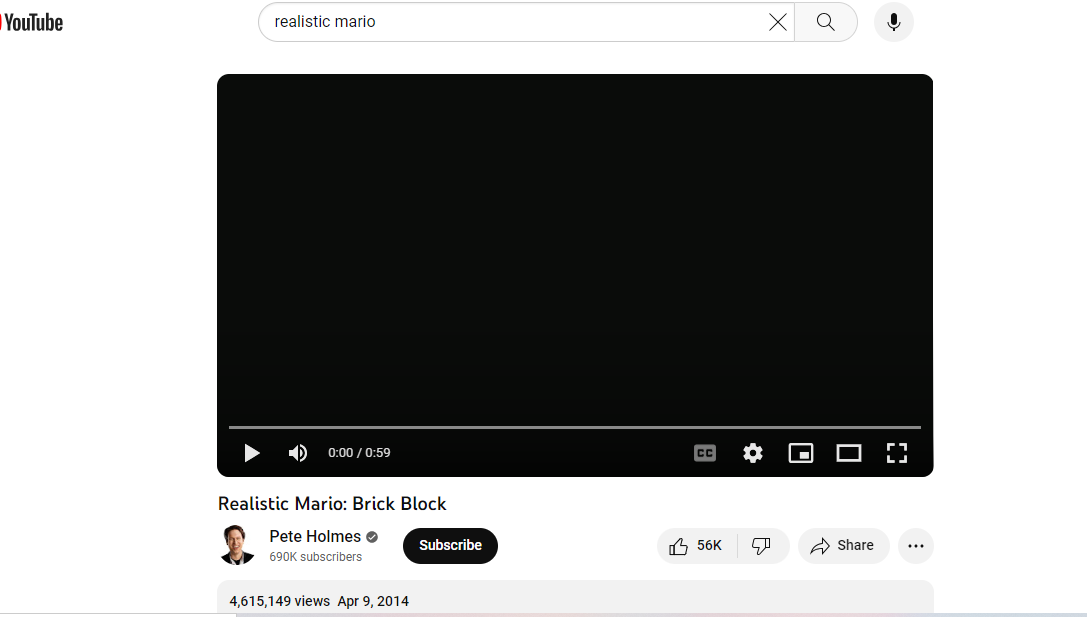 YouTube
realistic mario
0:00 / 0:59
CC
Realistic Mario: Brick Block
Pete Holmes
690K subscribers
Subscribe
56K
Share
4,615,149 views Apr 9, 2014